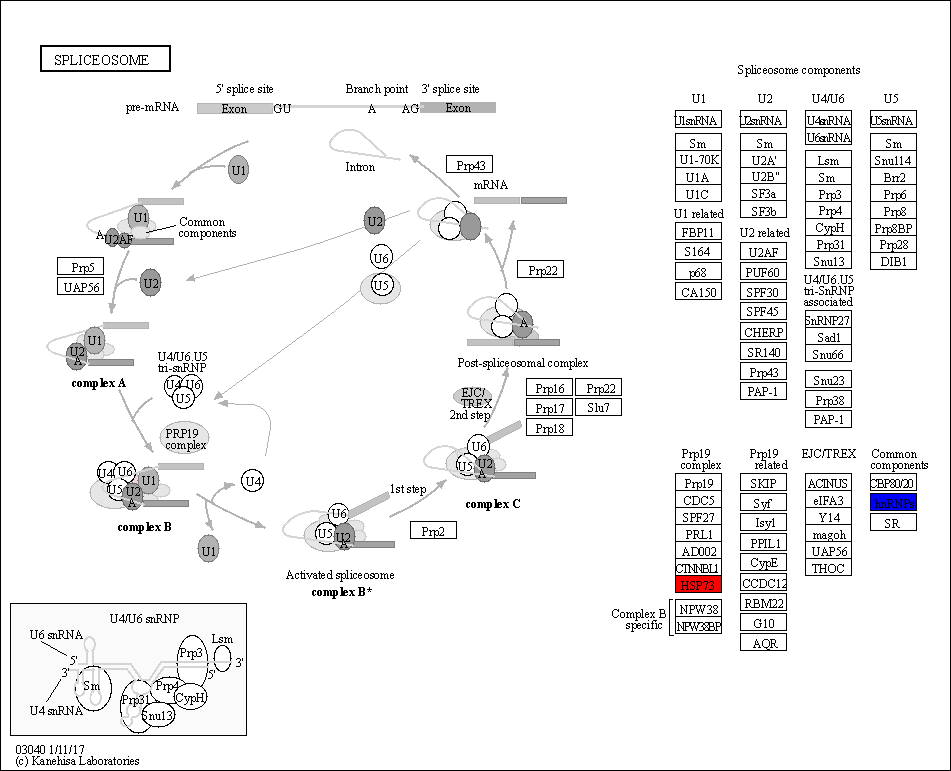 SPLICEOSOME
5' splice site
Branch point
3' splice site
pre-mRNA
Exon
GU
A
AG
Exon
U1
Intron
Prp43
mRNA
U1
A
U2AF
Common
components
Prp5
UAP56
U2
U2
U6
U5
Prp22
U1
U2
A
complex A
U4/U6.U5
tri-snRNP
U4
U6
U5
PRP19
complex
A
Post-spliceosomal complex
EJC/
TREX
2nd step
Prp16
Prp22
Prp17
Slu7
Prp18
U4
U6
U5
U1
U2
A
complex B
U4
U1
1st step
U6
U5
U2
A
complex C
U6
U5
U2
A
Prp2
Activated spliceosome
complex B*
U4/U6 snRNP
U6 snRNA
5'
3'
U4 snRNA
Sm
Prp31
Prp4
Snu13
CypH
Prp3
Lsm
5'
3'
03040 1/11/17
(c) Kanehisa Laboratories
Spliceosome components
U1
U1snRNA
Sm
U1-70K
U1A
U1C
U1 related
FBP11
S164
p68
CA150
U2
U2snRNA
Sm
U2A'
U2B"
SF3a
SF3b
U2 related
U2AF
PUF60
SPF30
SPF45
CHERP
SR140
Prp43
PAP-1
U4/U6
U4snRNA
U6snRNA
Lsm
Sm
Prp3
Prp4
CypH
Prp31
Snu13
U4/U6.U5
tri-SnRNP
associated
SnRNP27
Sad1
Snu66
Snu23
Prp38
PAP-1
U5
U5snRNA
Sm
Snu114
Brr2
Prp6
Prp8
Prp8BP
Prp28
DIB1
Prp19
complex
Prp19
CDC5
SPF27
PRL1
AD002
CTNNBL1
HSP73
Complex B
specific
NPW38
NPW38BP
Prp19
related
SKIP
Syf
Isy1
PPIL1
CypE
CCDC12
RBM22
G10
AQR
EJC/TREX
ACINUS
eIFA3
Y14
magoh
UAP56
THOC
Common
components
CBP80/20
SR